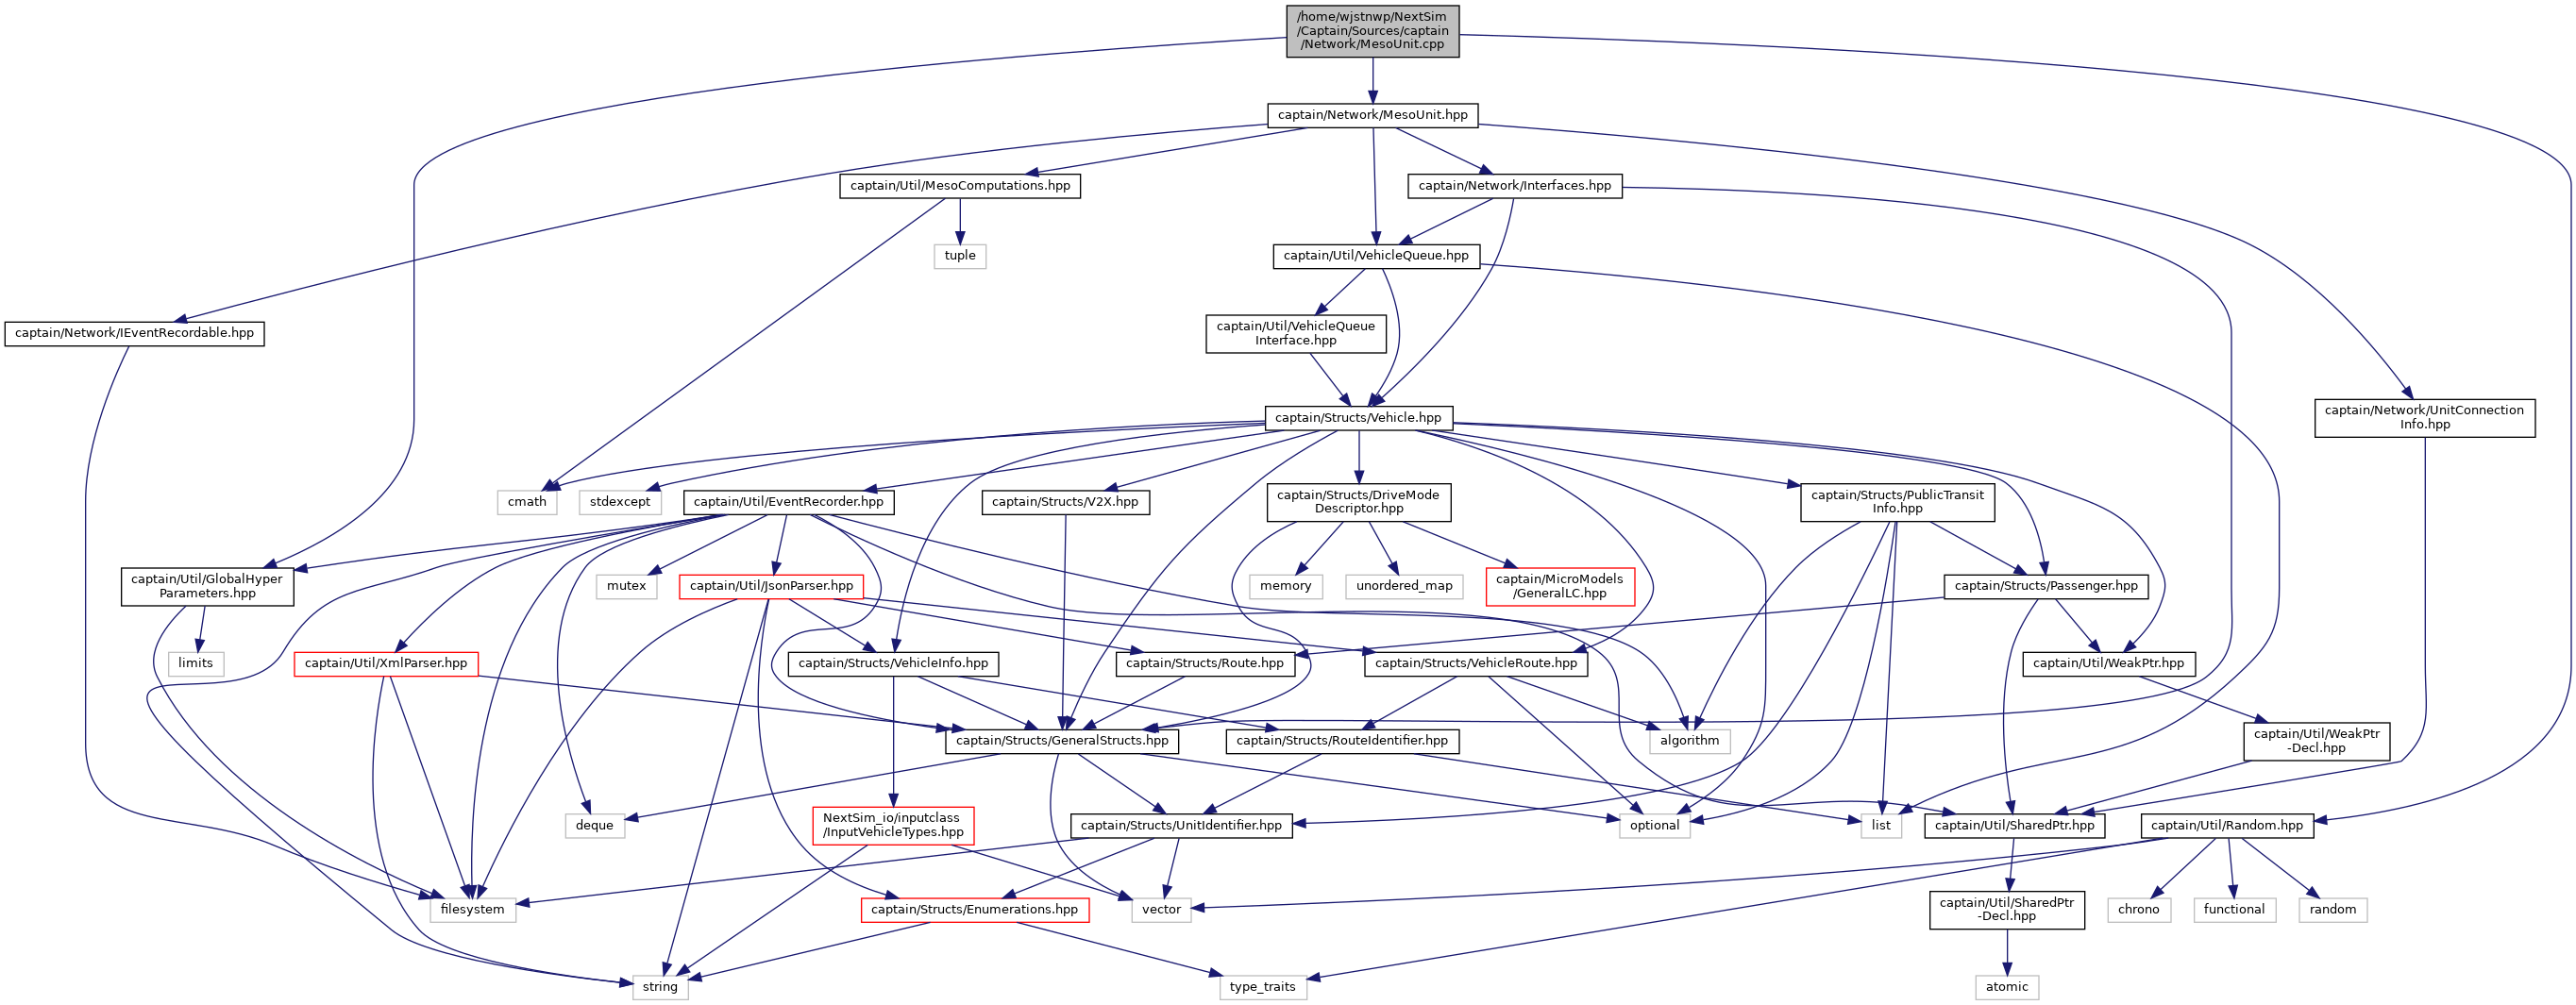 /home/wjstnwp/NextSim
/Captain/Sources/captain
/Network/MesoUnit.cpp
captain/Network/MesoUnit.hpp
captain/Util/MesoComputations.hpp
captain/Network/Interfaces.hpp
tuple
captain/Util/VehicleQueue.hpp
captain/Network/IEventRecordable.hpp
captain/Util/VehicleQueue
Interface.hpp
captain/Structs/Vehicle.hpp
captain/Network/UnitConnection
Info.hpp
cmath
stdexcept
captain/Util/EventRecorder.hpp
captain/Structs/V2X.hpp
captain/Structs/DriveMode
Descriptor.hpp
captain/Structs/PublicTransit
Info.hpp
captain/Util/GlobalHyper
Parameters.hpp
mutex
captain/Util/JsonParser.hpp
memory
unordered_map
captain/MicroModels
/GeneralLC.hpp
captain/Structs/Passenger.hpp
limits
captain/Util/XmlParser.hpp
captain/Structs/VehicleInfo.hpp
captain/Structs/Route.hpp
captain/Structs/VehicleRoute.hpp
captain/Util/WeakPtr.hpp
captain/Structs/GeneralStructs.hpp
captain/Structs/RouteIdentifier.hpp
algorithm
captain/Util/WeakPtr
-Decl.hpp
deque
NextSim_io/inputclass
/InputVehicleTypes.hpp
captain/Structs/UnitIdentifier.hpp
optional
list
captain/Util/SharedPtr.hpp
captain/Util/Random.hpp
filesystem
captain/Structs/Enumerations.hpp
vector
captain/Util/SharedPtr
-Decl.hpp
chrono
functional
random
string
type_traits
atomic